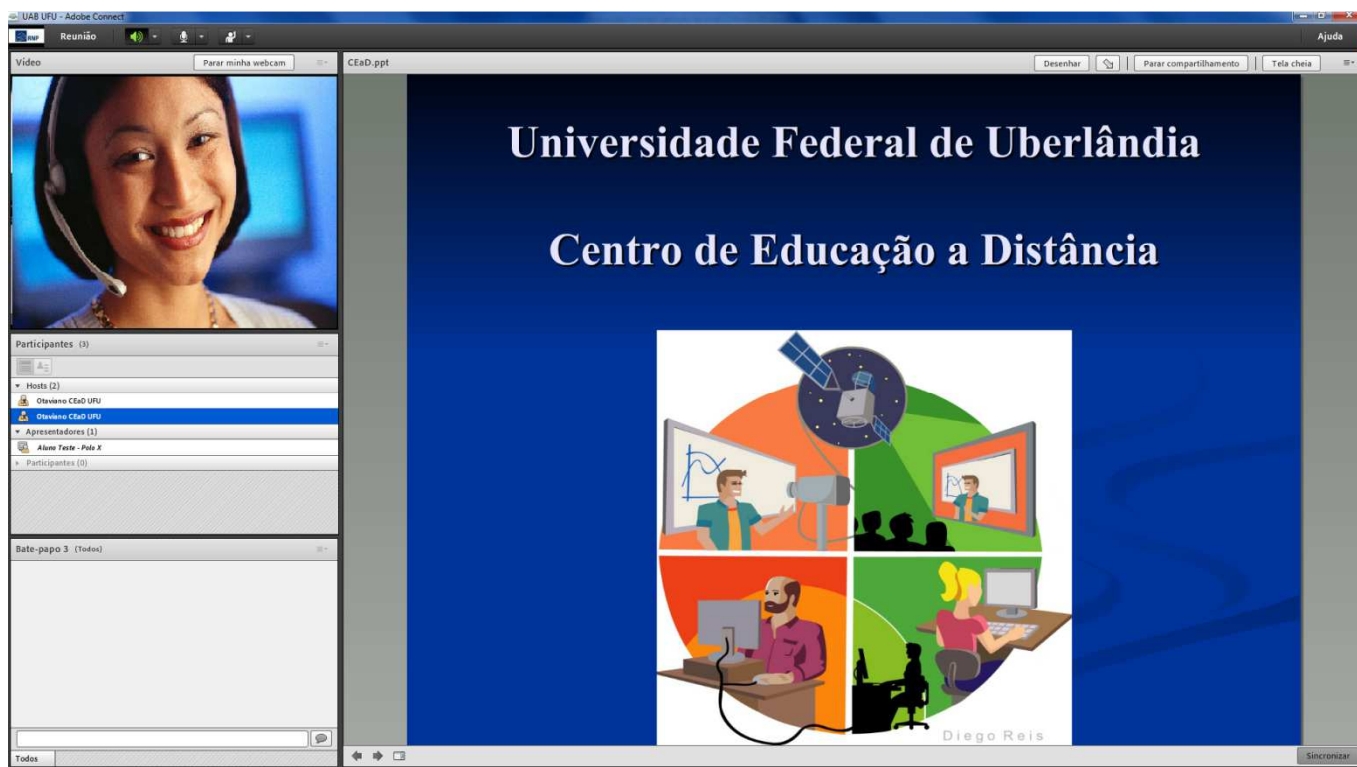 UAB UFU - Adobe Connect
RNP
Reunião
Ajuda
Vídeo
Parar minha webcam
CEaD.ppt
Desenhar
Parar compartilhamento
Tela cheia
Universidade Federal de Uberlândia
Centro de Educação a Distância
Participantes (3)
Hosts (2)
Otaviano CEaD UFU
Otaviano CEaD UFU
Apresentadores (1)
Aluno Teste - Polo X
Participantes (0)
Bate-papo 3 (Todos)
Diego Reis
Todos
Sincronizar